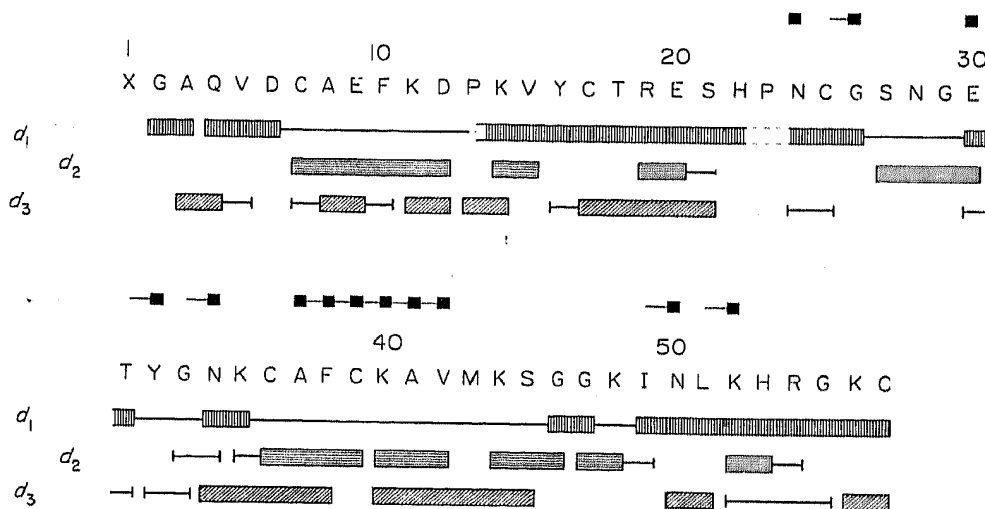 1 10 20 30
X G A Q V D C A E F K D P K V Y C T R E S H P N C G S N G E
d₁
d₂
d₃
40 50
T Y G N K C A F C K A V M K S G G K I N L K H R G K C
d₁
d₂
d₃